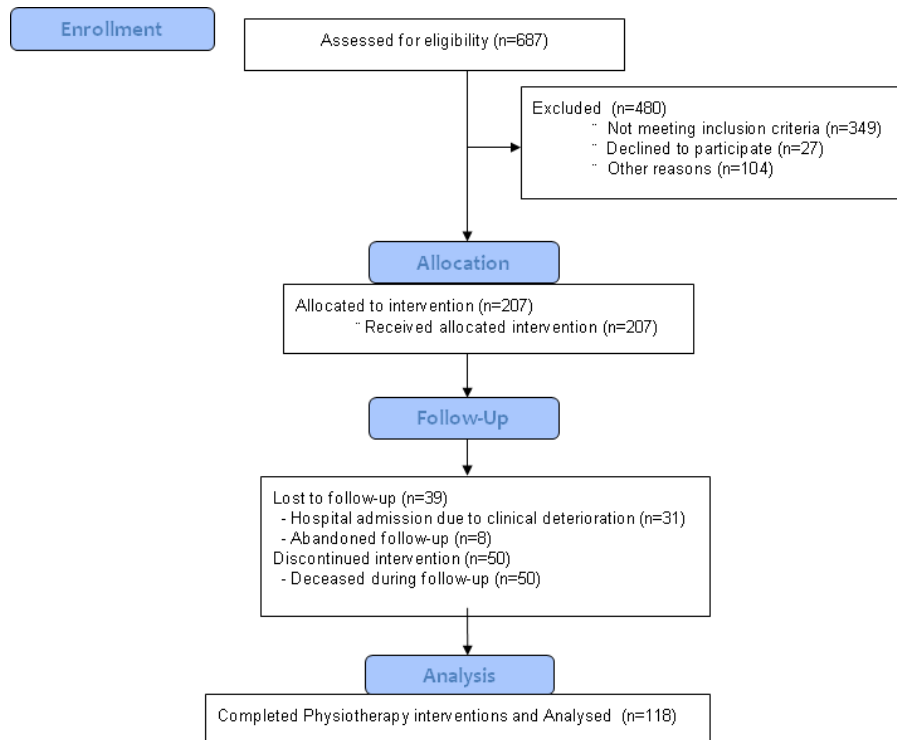 Enrollment
Assessed for eligibility (n=687)
Excluded (n=480)
¨ Not meeting inclusion criteria (n=349)
¨ Declined to participate (n=27)
¨ Other reasons (n=104)
Allocation
Allocated to intervention (n=207)
¨ Received allocated intervention (n=207)
Follow-Up
Lost to follow-up (n=39)
- Hospital admission due to clinical deterioration (n=31)
- Abandoned follow-up (n=8)
Discontinued intervention (n=50)
- Deceased during follow-up (n=50)
Analysis
Completed Physiotherapy interventions and Analysed (n=118)